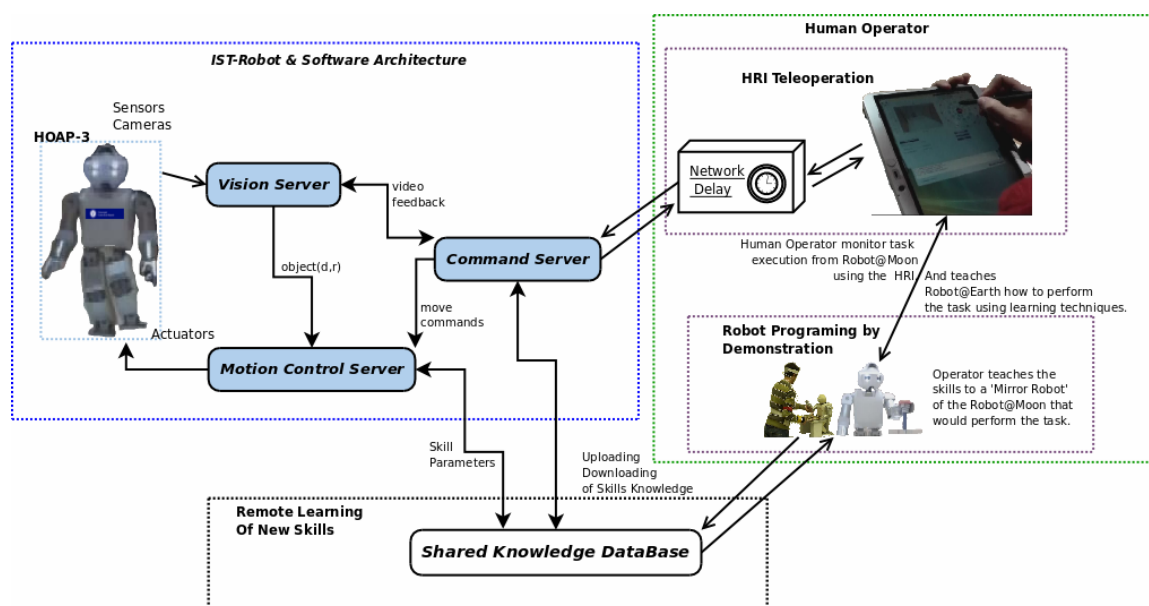 Human Operator
IST-Robot & Software Architecture
HRI Teleoperation
Sensors
Cameras
HOAP-3
Vision Server
video
feedback
Network
Delay
object(d,r)
Command Server
Human Operator monitor task
execution from Robot@Moon
using the HRI.
And teaches
Robot@Earth how to perform
the task using learning techniques.
move
commands
Actuators
Motion Control Server
Robot Programing by
Demonstration
Operator teaches the
skills to a 'Mirror Robot'
of the Robot@Moon that
would perform the task.
Skill
Parameters
Uploading
Downloading
of Skills Knowledge
Remote Learning
Of New Skills
Shared Knowledge DataBase